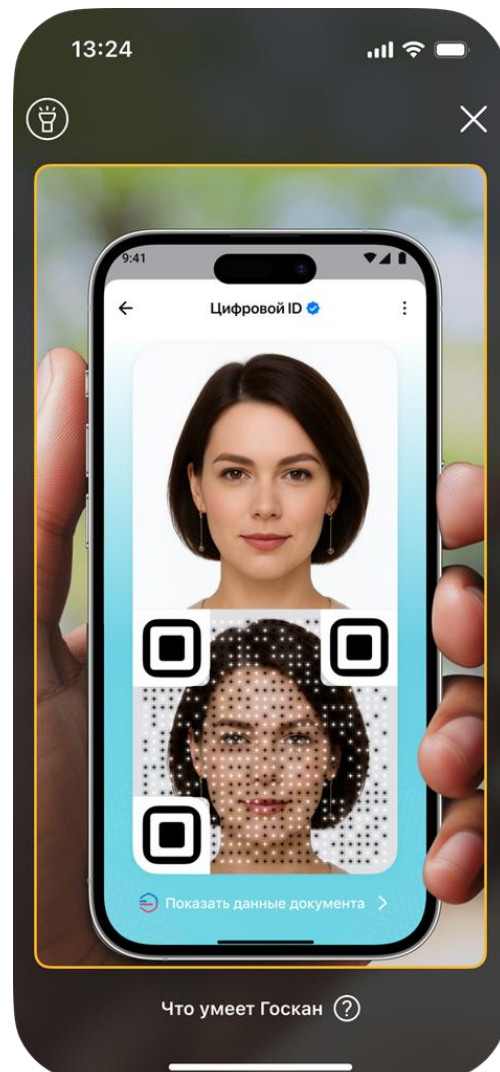 13:24
9:41
Цифровой ID
Показать данные документа
Что умеет Госкан